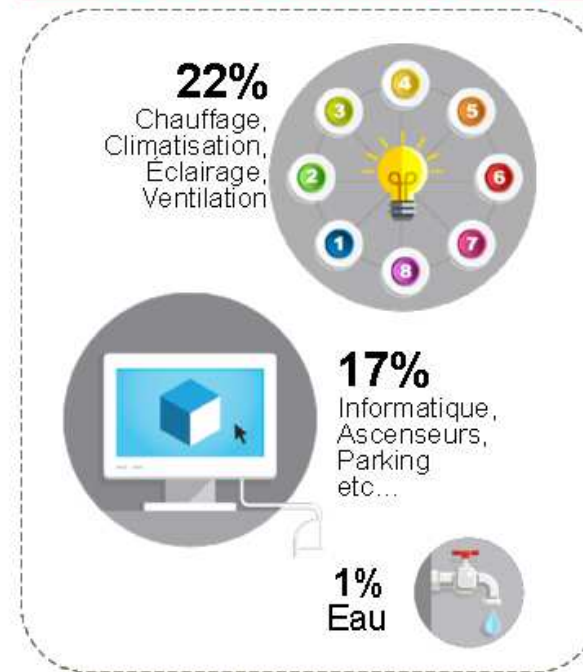 22%
Chauffage,
Climatisation,
Éclairage,
Ventilation
1
2
3
4
5
6
7
8
17%
Informatique,
Ascenseurs,
Parking
etc...
1%
Eau